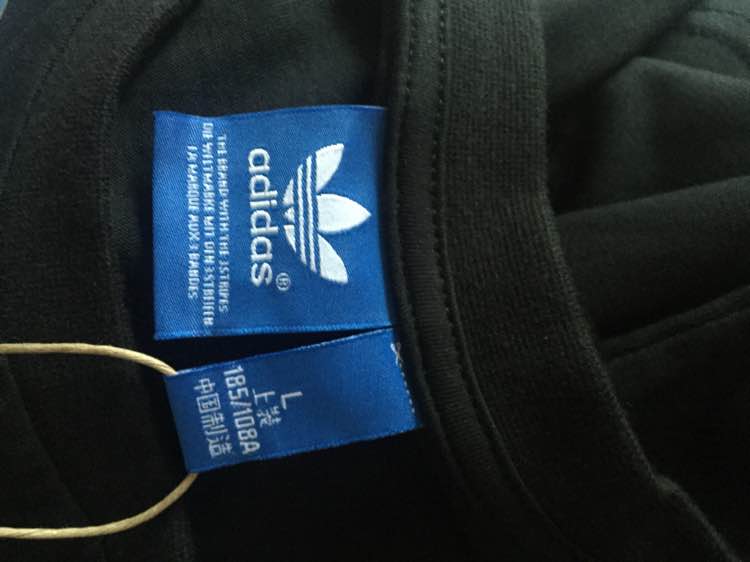 adidas®
THE BRAND WITH THE 3 STRIPES
DIE WELTMARKE MIT DEN 3 STREIFEN
LA MARQUE AUX 3 BANDES
L
上装
185/108A
中国制造